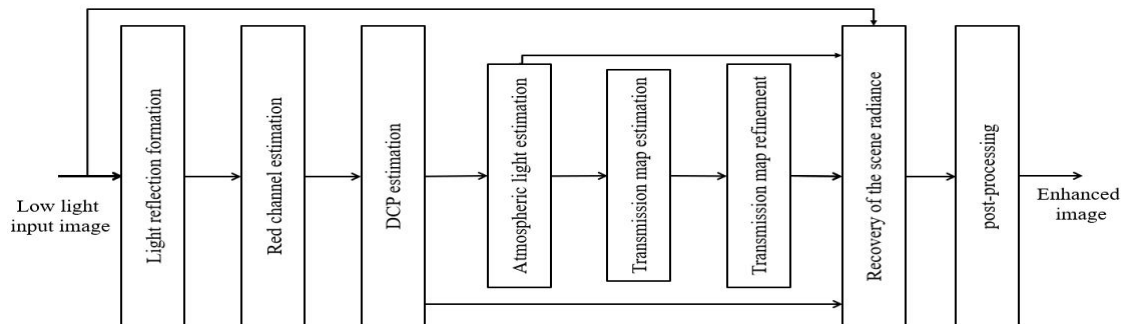 Low light
input image
Light reflection formation
Red channel estimation
DCP estimation
Atmospheric light estimation
Transmission map estimation
Transmission map refinement
Recovery of the scene radiance
post-processing
Enhanced
image